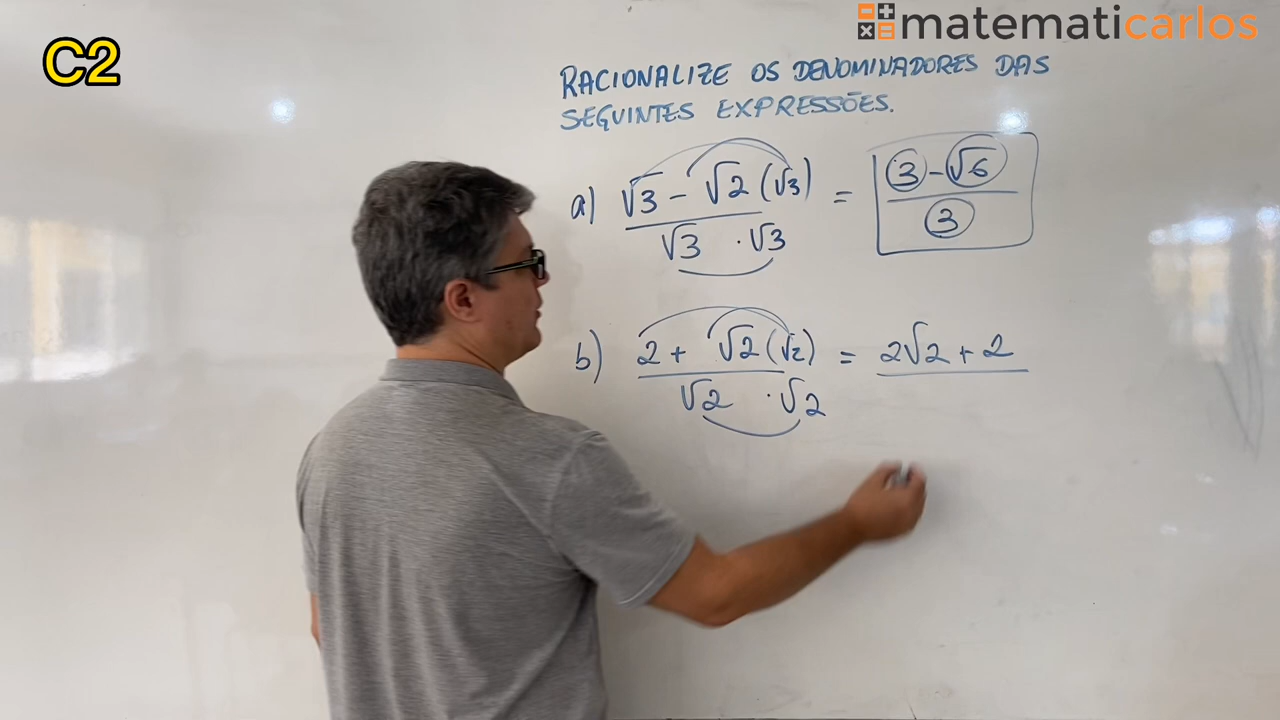 C2
matematicarlos
RACIONALIZE OS DENOMINADORES DAS
SEGUINTES EXPRESSÕES.
a) √3 - √2 (√3) / √3 · √3 = 3 - √6 / 3
b) 2 + √2 (√2) / √2 · √2 = 2√2 + 2